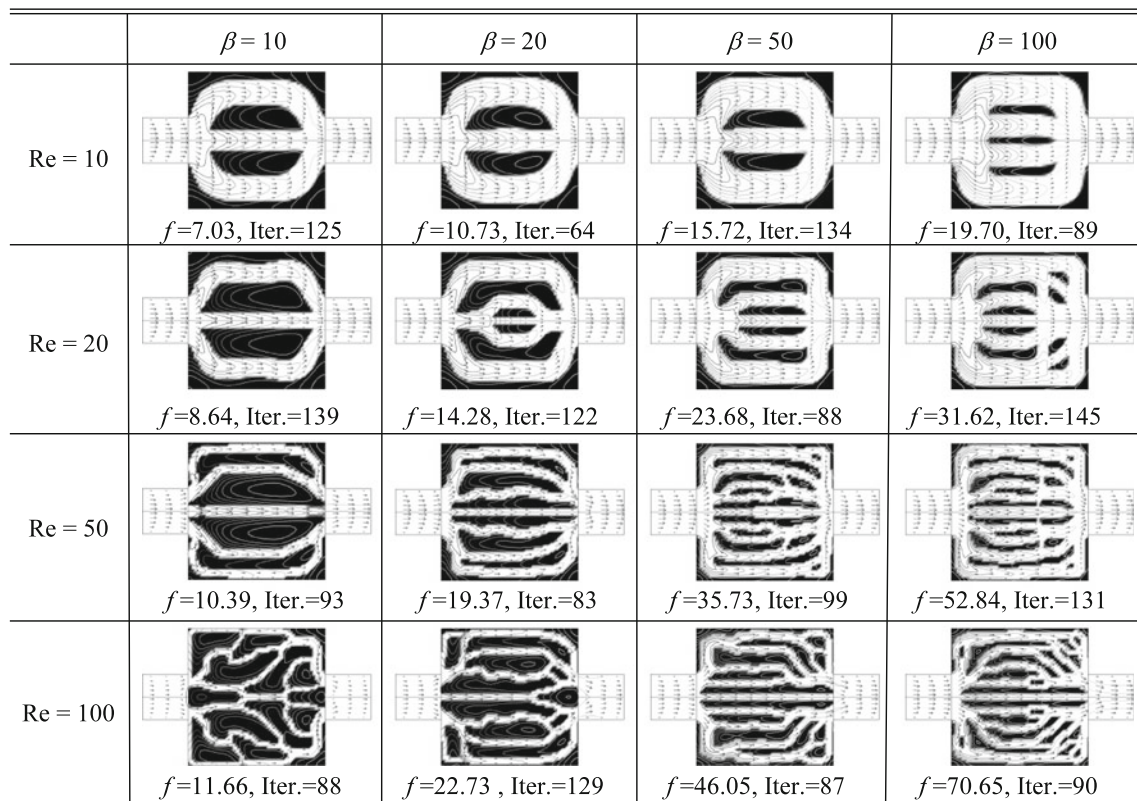 β = 10 β = 20 β = 50 β = 100
Re = 10
f=7.03, Iter.=125 f=10.73, Iter.=64 f=15.72, Iter.=134 f=19.70, Iter.=89
Re = 20
f=8.64, Iter.=139 f=14.28, Iter.=122 f=23.68, Iter.=88 f=31.62, Iter.=145
Re = 50
f=10.39, Iter.=93 f=19.37, Iter.=83 f=35.73, Iter.=99 f=52.84, Iter.=131
Re = 100
f=11.66, Iter.=88 f=22.73 , Iter.=129 f=46.05, Iter.=87 f=70.65, Iter.=90